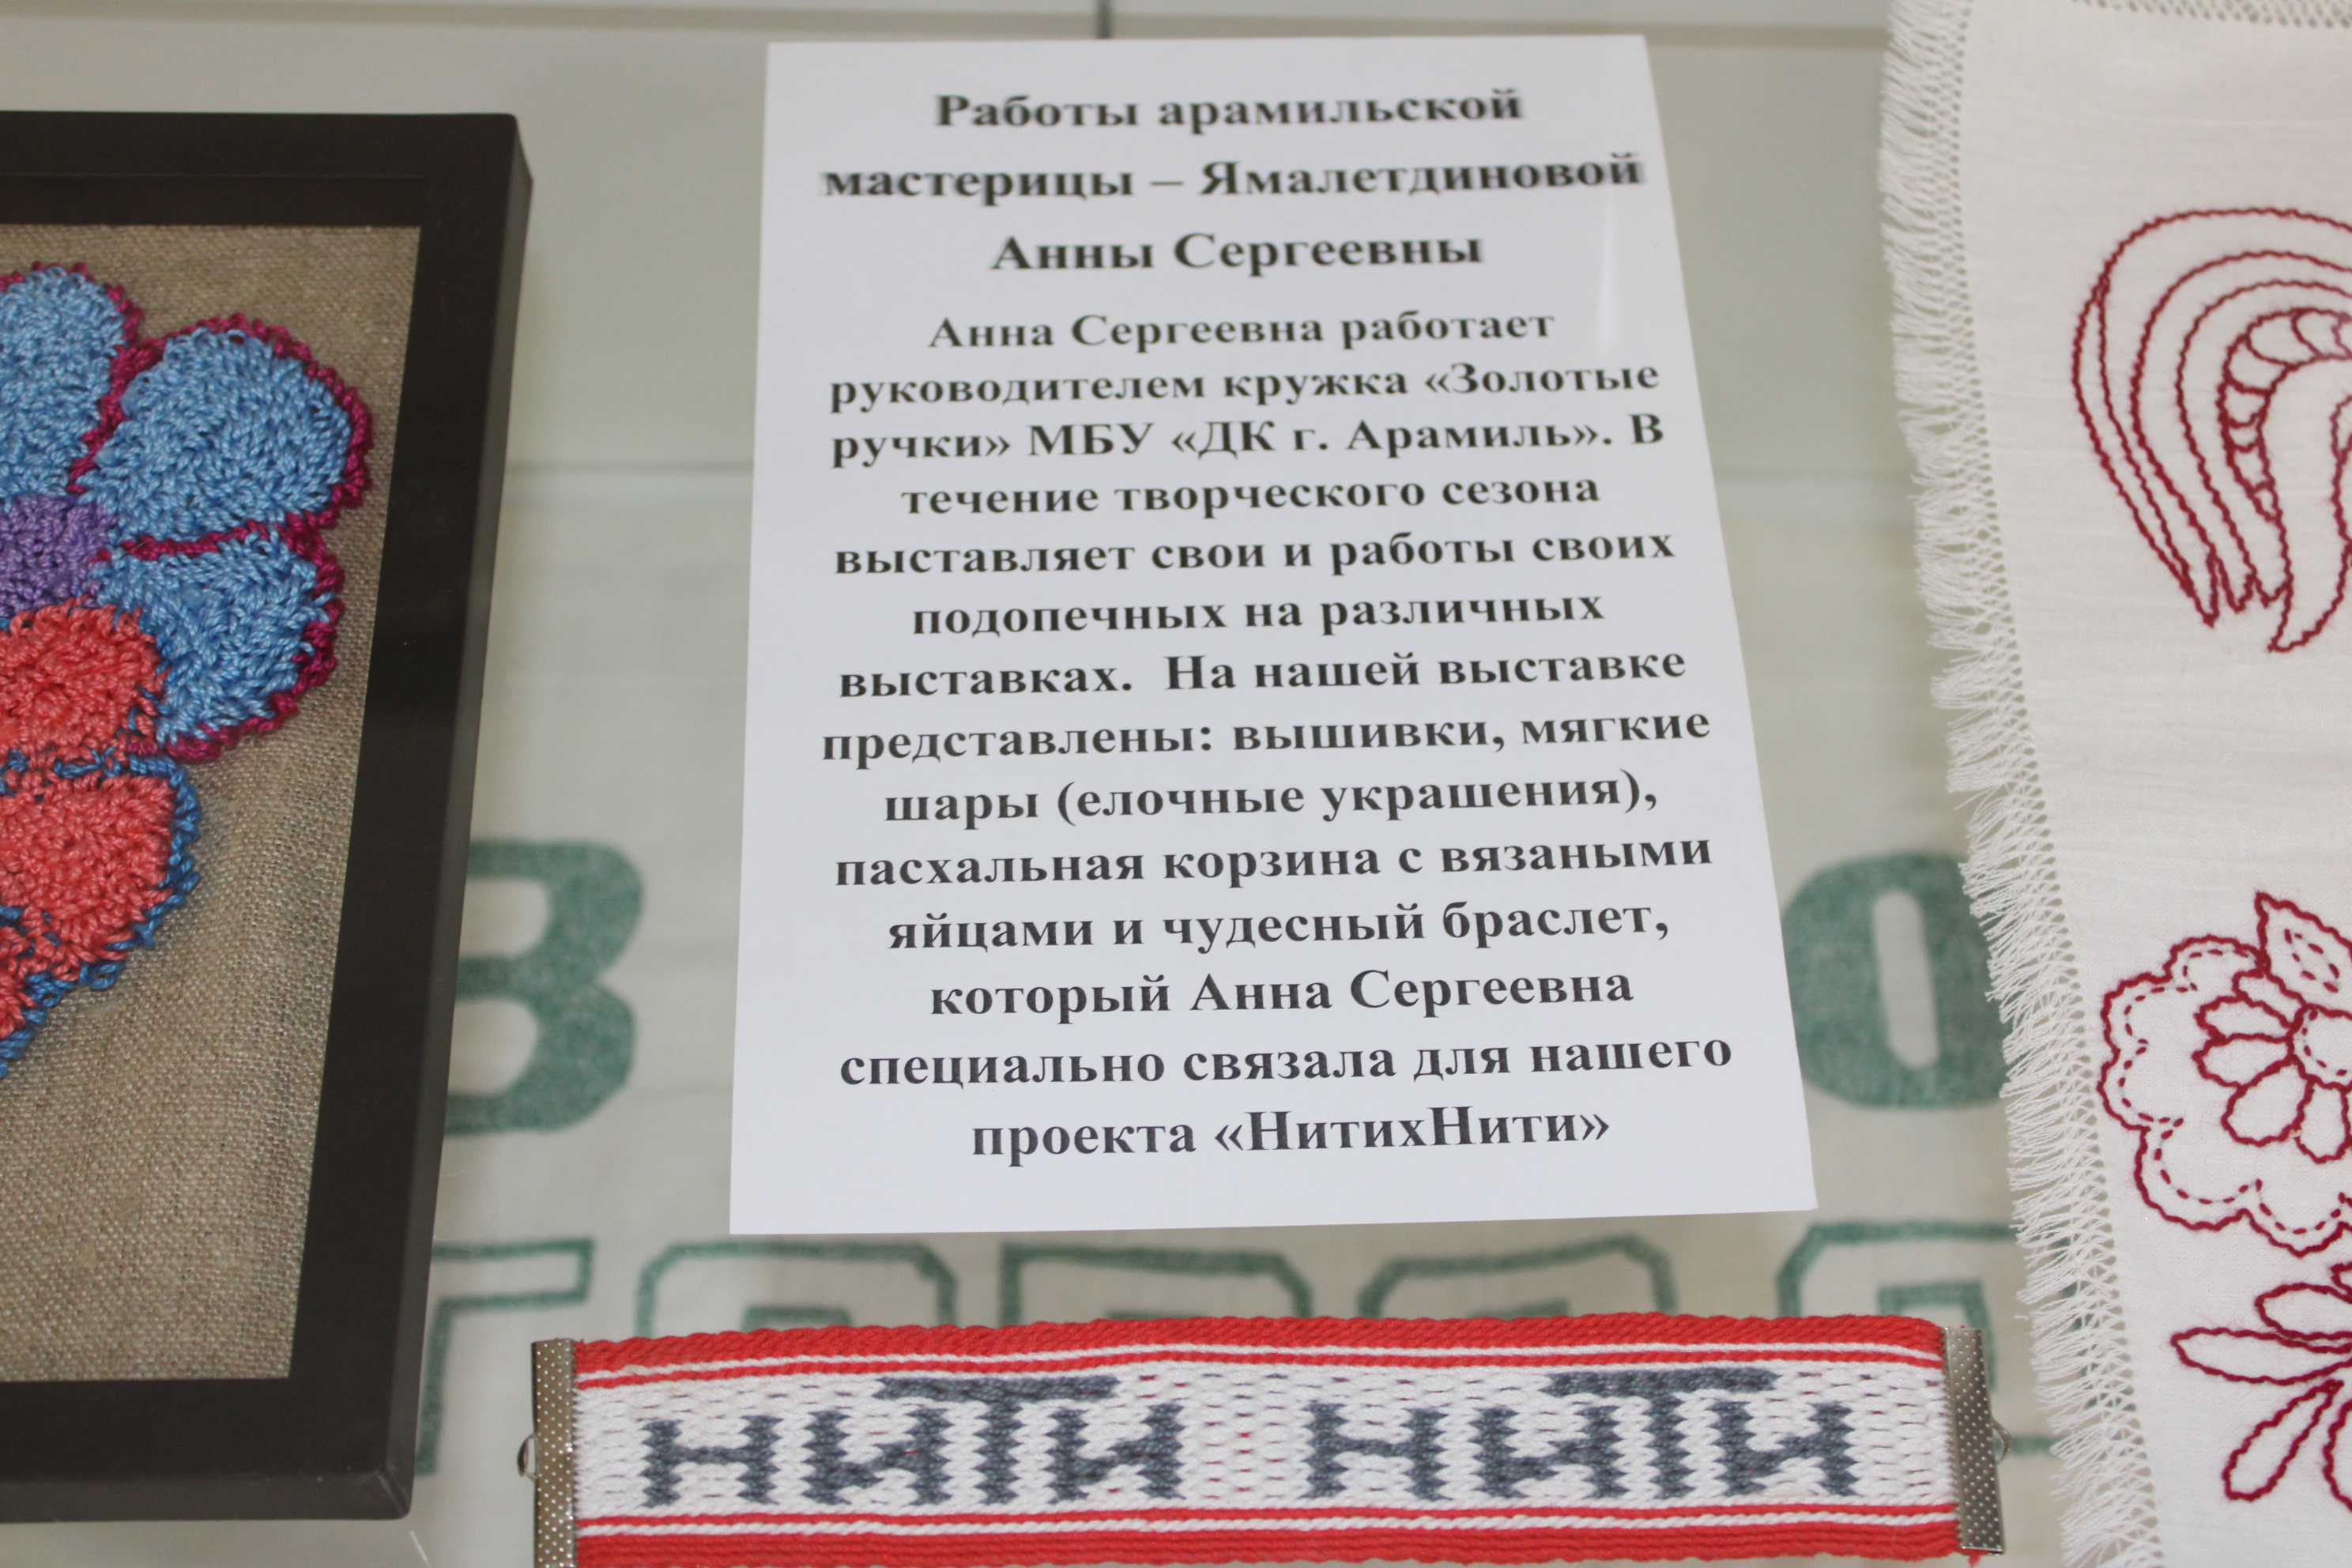 Работы арамильской
мастерицы – Ямалетдиновой
Анны Сергеевны
Анна Сергеевна работает
руководителем кружка «Золотые
ручки» МБУ «ДК г. Арамиль». В
течение творческого сезона
выставляет свои и работы своих
подопечных на различных
выставках. На нашей выставке
представлены: вышивки, мягкие
шары (елочные украшения),
пасхальная корзина с вязаными
яйцами и чудесный браслет,
который Анна Сергеевна
специально связала для нашего
проекта «НитихНити»
НИТИ НИТИ